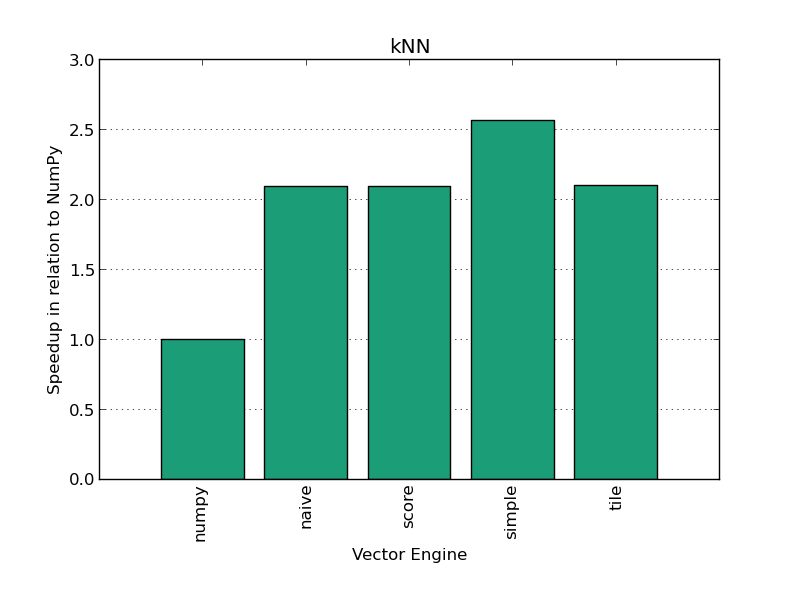 kNN
3.0
2.5
2.0
1.5
1.0
0.5
0.0
Speedup in relation to NumPy
numpy
naive
score
simple
tile
Vector Engine